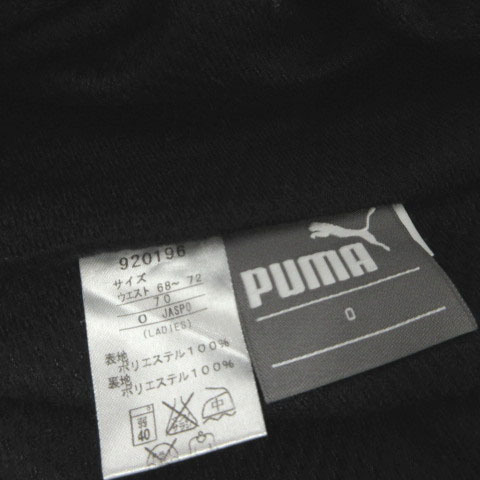 920196
サイズ
ウエスト 68~ 72
70
O JASPO
(LADIES)
表地
ポリエステル100%
裏地
ポリエステル100%
40
中
PUMA
O